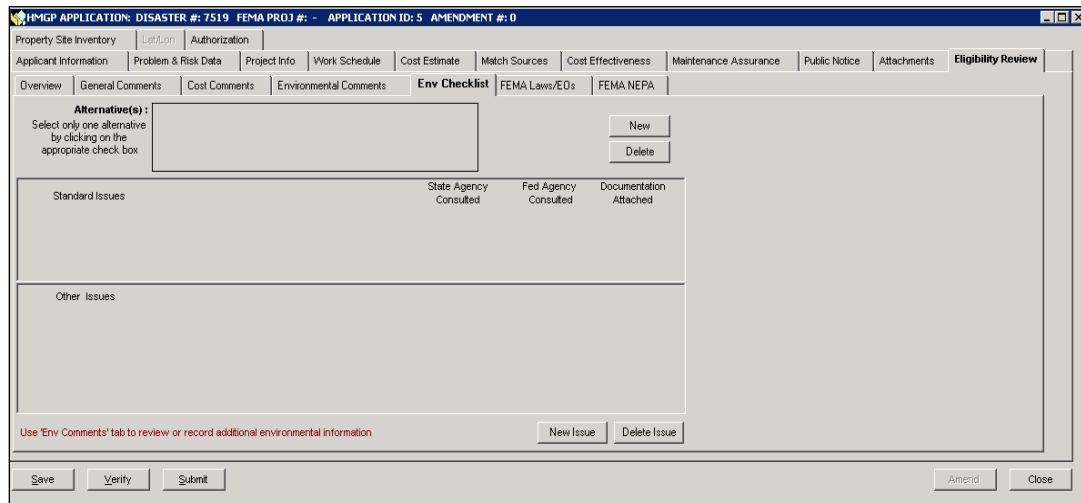 HMGP APPLICATION: DISASTER #: 7519 FEMA PROJ #: - APPLICATION ID: 5 AMENDMENT #: 0
Property Site Inventory Lat/Lon Authorization
Applicant Information Problem & Risk Data Project Info Work Schedule Cost Estimate Match Sources Cost Effectiveness Maintenance Assurance Public Notice Attachments Eligibility Review
Overview General Comments Cost Comments Environmental Comments Env Checklist FEMA Laws/EOs FEMA NEPA
Alternative(s) :
Select only one alternative
by clicking on the
appropriate check box
New
Delete
Standard Issues
State Agency
Consulted
Fed Agency
Consulted
Documentation
Attached
Other Issues
Use 'Env Comments' tab to review or record additional environmental information
New Issue Delete Issue
Save Verify Submit Amend Close